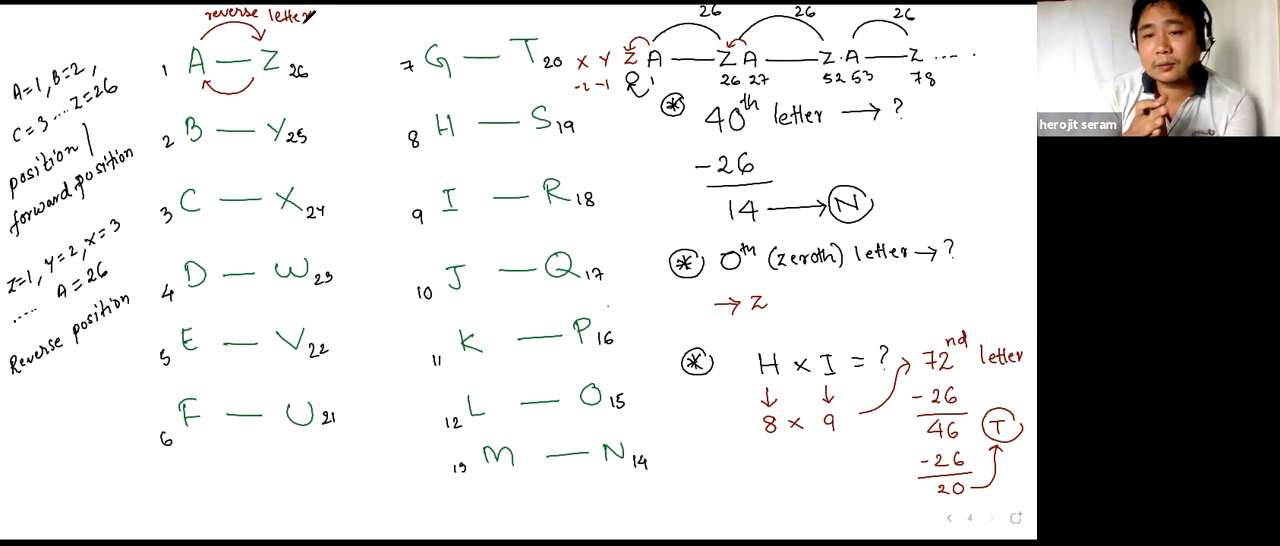 reverse letter
A=1, B=2,
C=3 ..... Z=26
position /
forward position
Z=1, Y=2, X=3
..... A=26
Reverse position
1 A — Z 26
2 B — Y 25
3 C — X 24
4 D — W 23
5 E — V 22
6 F — U 21
7 G — T 20
8 H — S 19
9 I — R 18
10 J — Q 17
11 K — P 16
12 L — O 15
13 M — N 14
26 26 26
X Y Z A — Z A — Z A — Z ....
-2 -1 0 1 26 27 52 53 78
* 40th letter → ?
-26
14 → N
* 0th (zeroth) letter → ?
→ Z
* H × I = ? 72nd letter
8 × 9
-26
46 T
-26
20
herojit seram
4